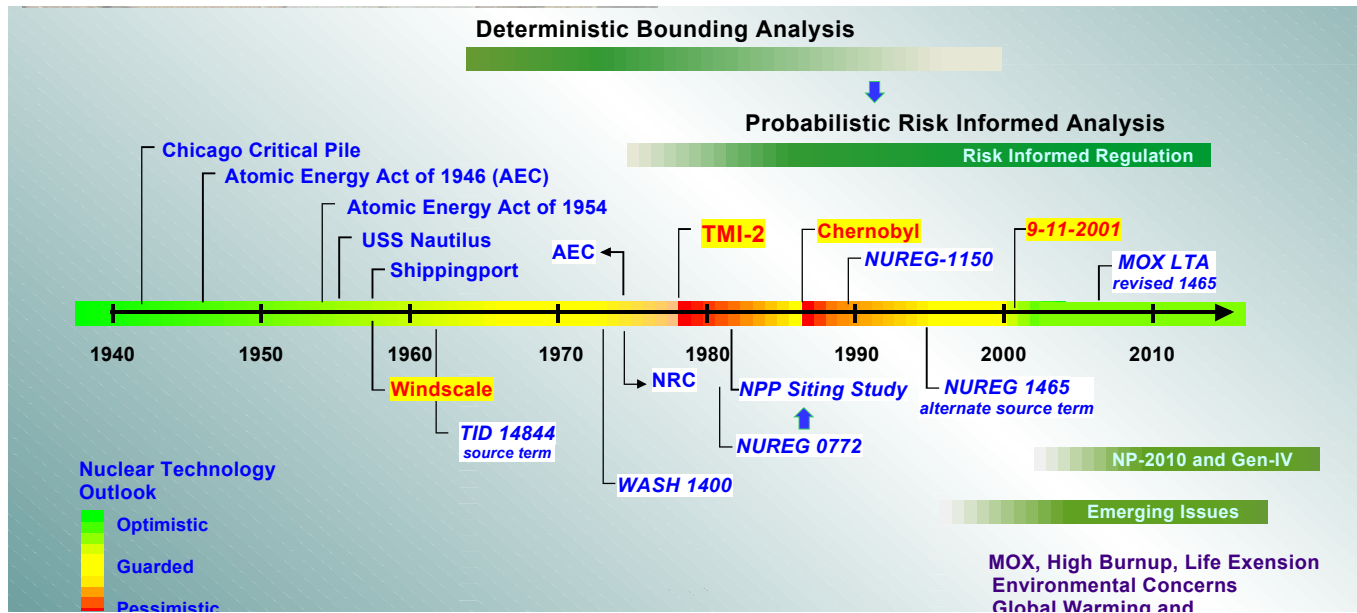 Deterministic Bounding Analysis
Probabilistic Risk Informed Analysis
Risk Informed Regulation
Chicago Critical Pile
Atomic Energy Act of 1946 (AEC)
Atomic Energy Act of 1954
USS Nautilus
Shippingport
AEC
TMI-2
Chernobyl
NUREG-1150
9-11-2001
MOX LTA
revised 1465
1940
1950
1960
1970
1980
1990
2000
2010
Windscale
TID 14844
source term
NRC
WASH 1400
NPP Siting Study
NUREG 0772
NUREG 1465
alternate source term
NP-2010 and Gen-IV
Emerging Issues
Nuclear Technology
Outlook
Optimistic
Guarded
Pessimistic
MOX, High Burnup, Life Exension
Environmental Concerns
Global Warming and